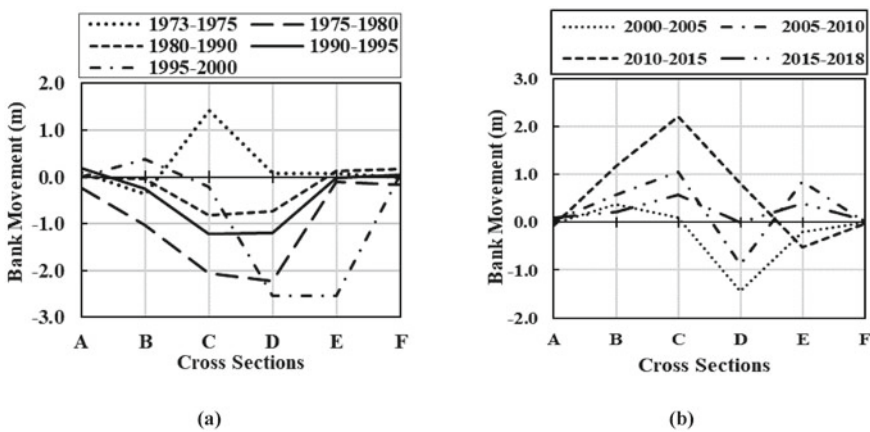 1973-1975 1975-1980
1980-1990 1990-1995
1995-2000
2.0
1.0
0.0
-1.0
-2.0
-3.0
Bank Movement (m)
A B C D E F
Cross Sections
(a)
2000-2005 2005-2010
2010-2015 2015-2018
3.0
2.0
1.0
0.0
-1.0
-2.0
Bank Movement (m)
A B C D E F
Cross Sections
(b)